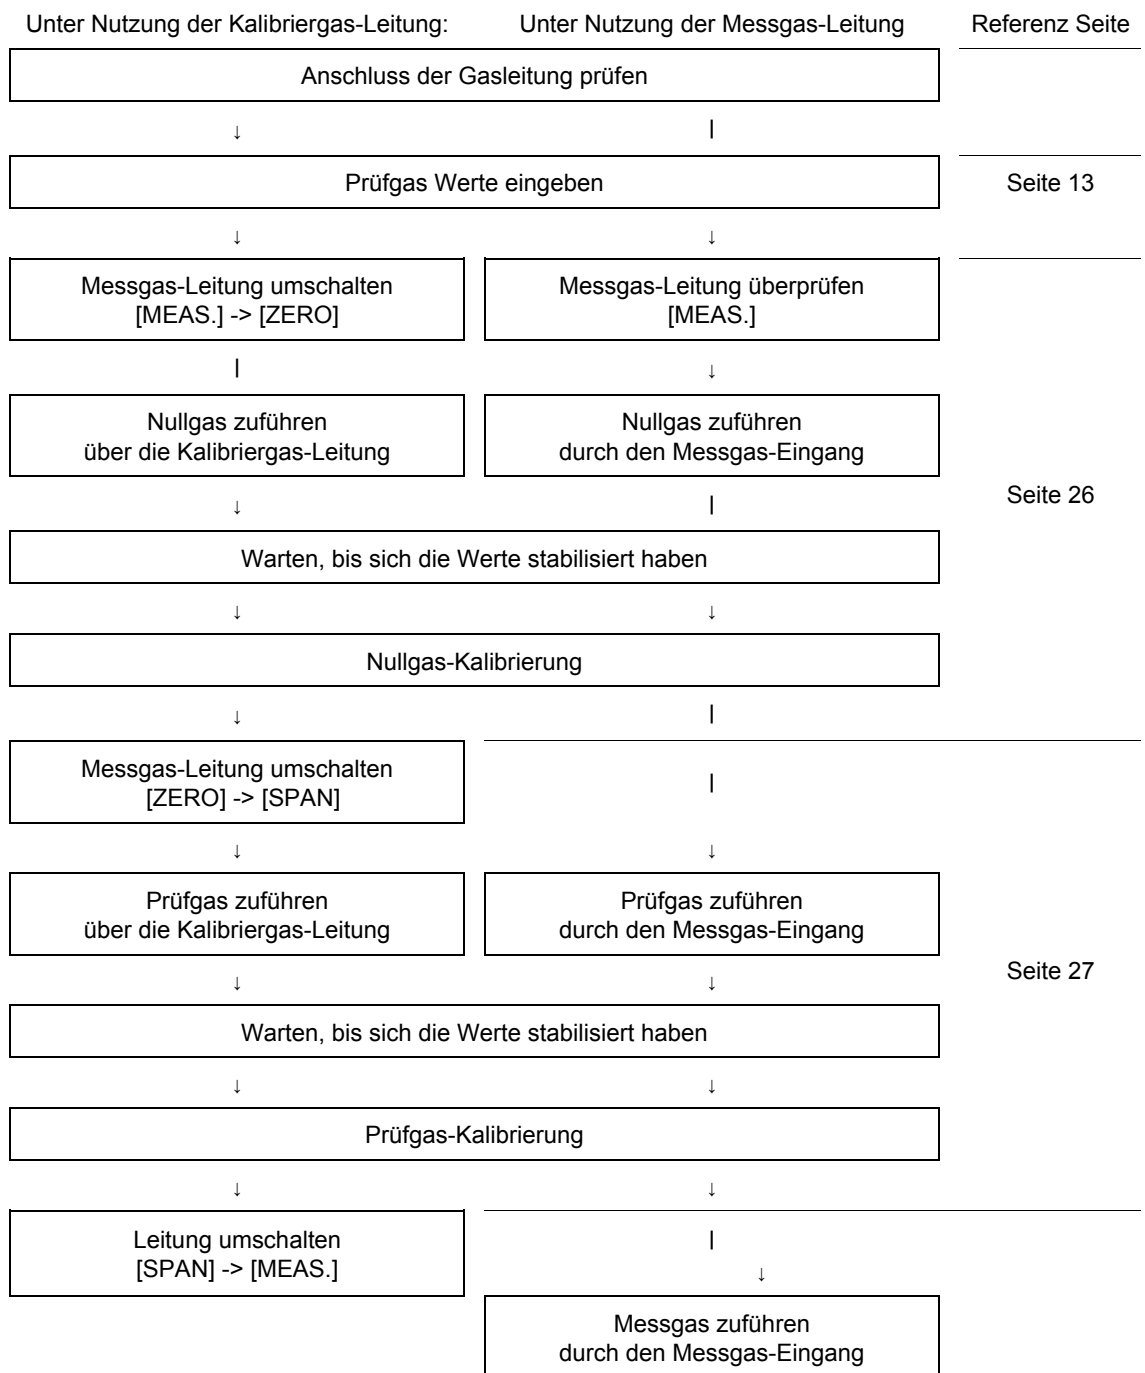 Unter Nutzung der Kalibriergas-Leitung: Unter Nutzung der Messgas-Leitung Referenz Seite
Anschluss der Gasleitung prüfen
↓ |
Prüfgas Werte eingeben Seite 13
↓ ↓
Messgas-Leitung umschalten
[MEAS.] -> [ZERO]
Messgas-Leitung überprüfen
[MEAS.]
| ↓
Nullgas zuführen
über die Kalibriergas-Leitung
Nullgas zuführen
durch den Messgas-Eingang
Seite 26
↓ |
Warten, bis sich die Werte stabilisiert haben
↓ ↓
Nullgas-Kalibrierung
↓ |
Messgas-Leitung umschalten
[ZERO] -> [SPAN]
|
↓ ↓
Prüfgas zuführen
über die Kalibriergas-Leitung
Prüfgas zuführen
durch den Messgas-Eingang
Seite 27
↓ ↓
Warten, bis sich die Werte stabilisiert haben
↓ ↓
Prüfgas-Kalibrierung
↓ ↓
Leitung umschalten
[SPAN] -> [MEAS.]
|
↓
Messgas zuführen
durch den Messgas-Eingang